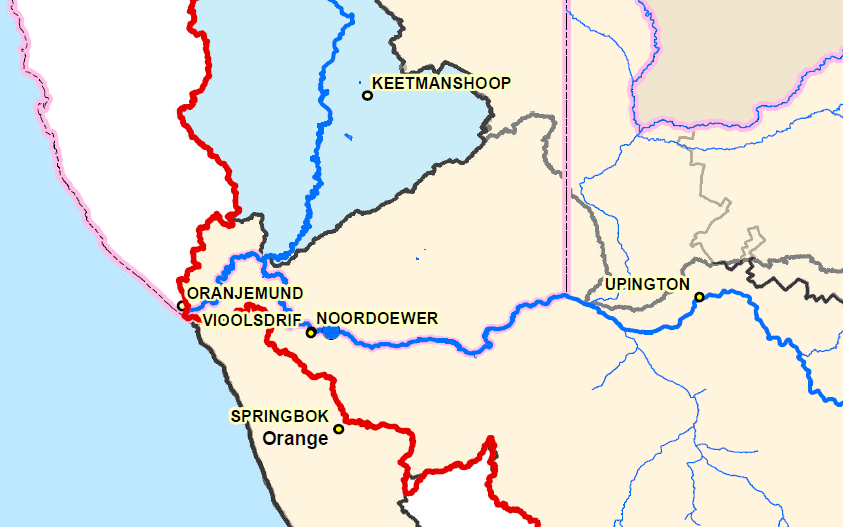 KEETMANSHOOP
UPINGTON
ORANJEMUND
VIOOLSDRIF
NOORDOEWER
SPRINGBOK
Orange